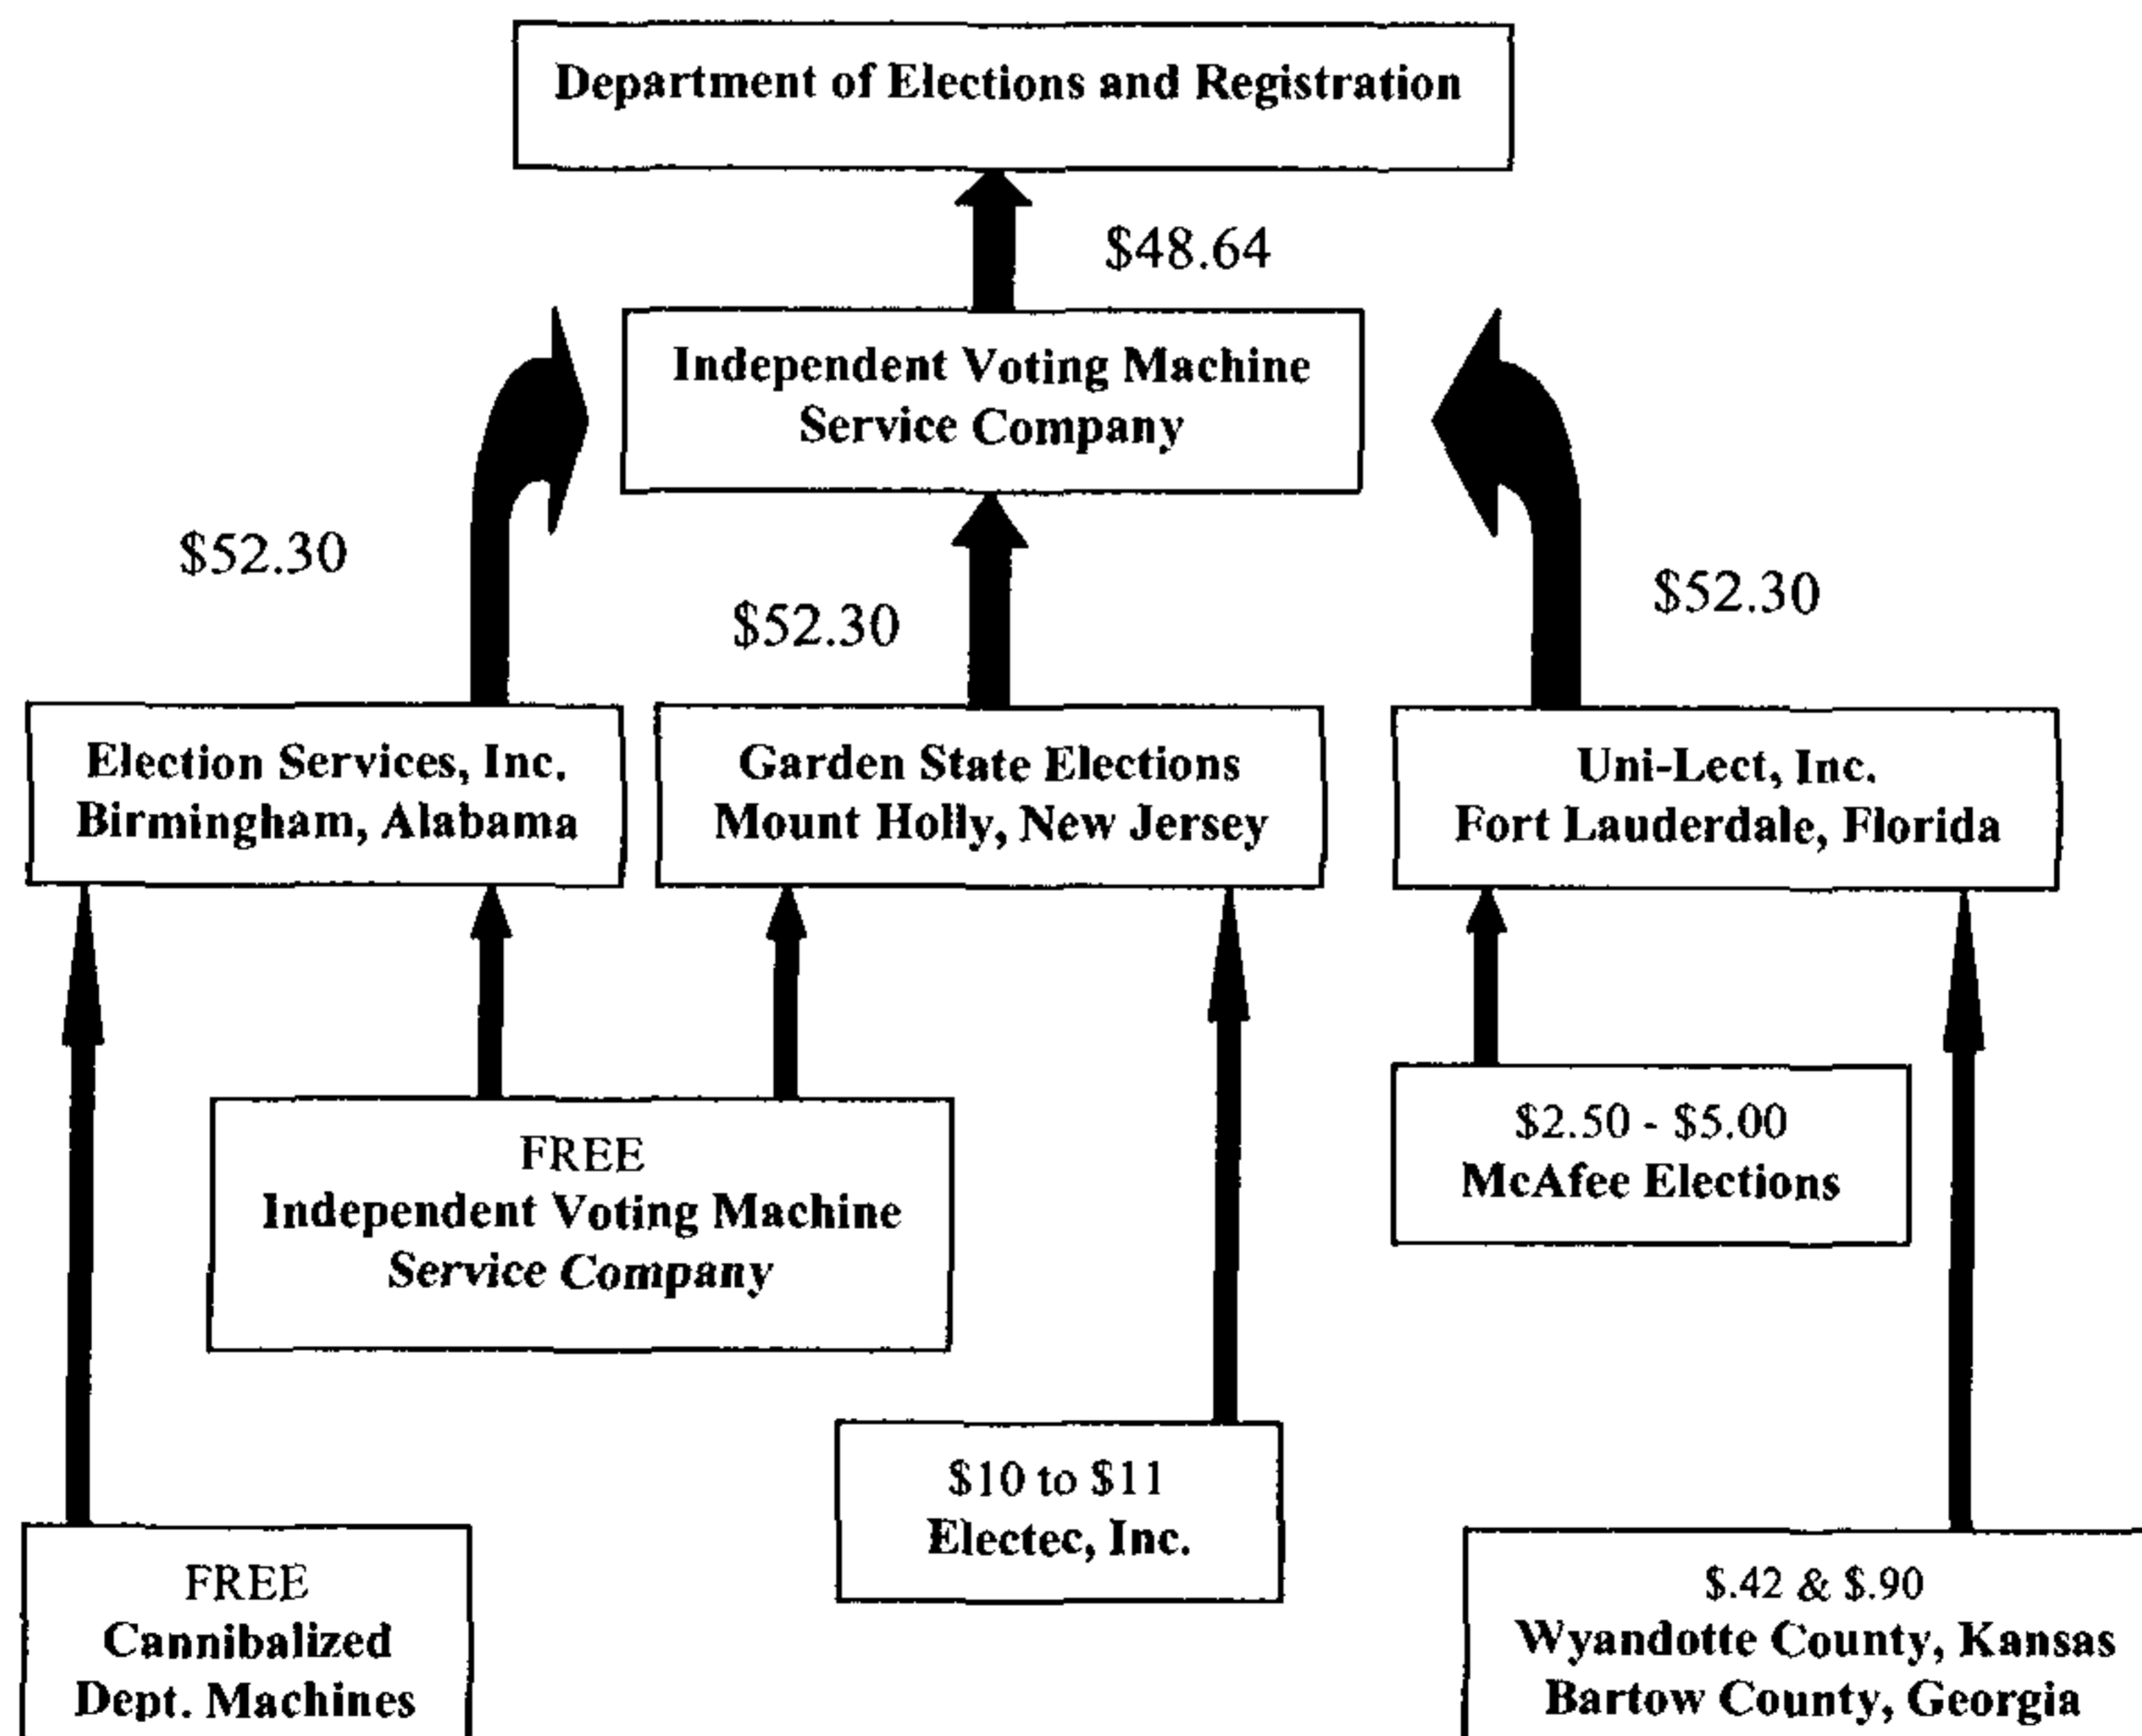 Department of Elections and Registration
$48.64
Independent Voting Machine
Service Company
$52.30
$52.30
$52.30
Election Services, Inc.
Birmingham, Alabama
Garden State Elections
Mount Holly, New Jersey
Uni-Lect, Inc.
Fort Lauderdale, Florida
FREE
Independent Voting Machine
Service Company
$2.50 - $5.00
McAfee Elections
$10 to $11
Electec, Inc.
FREE
Cannibalized
Dept. Machines
$.42 & $.90
Wyandotte County, Kansas
Bartow County, Georgia